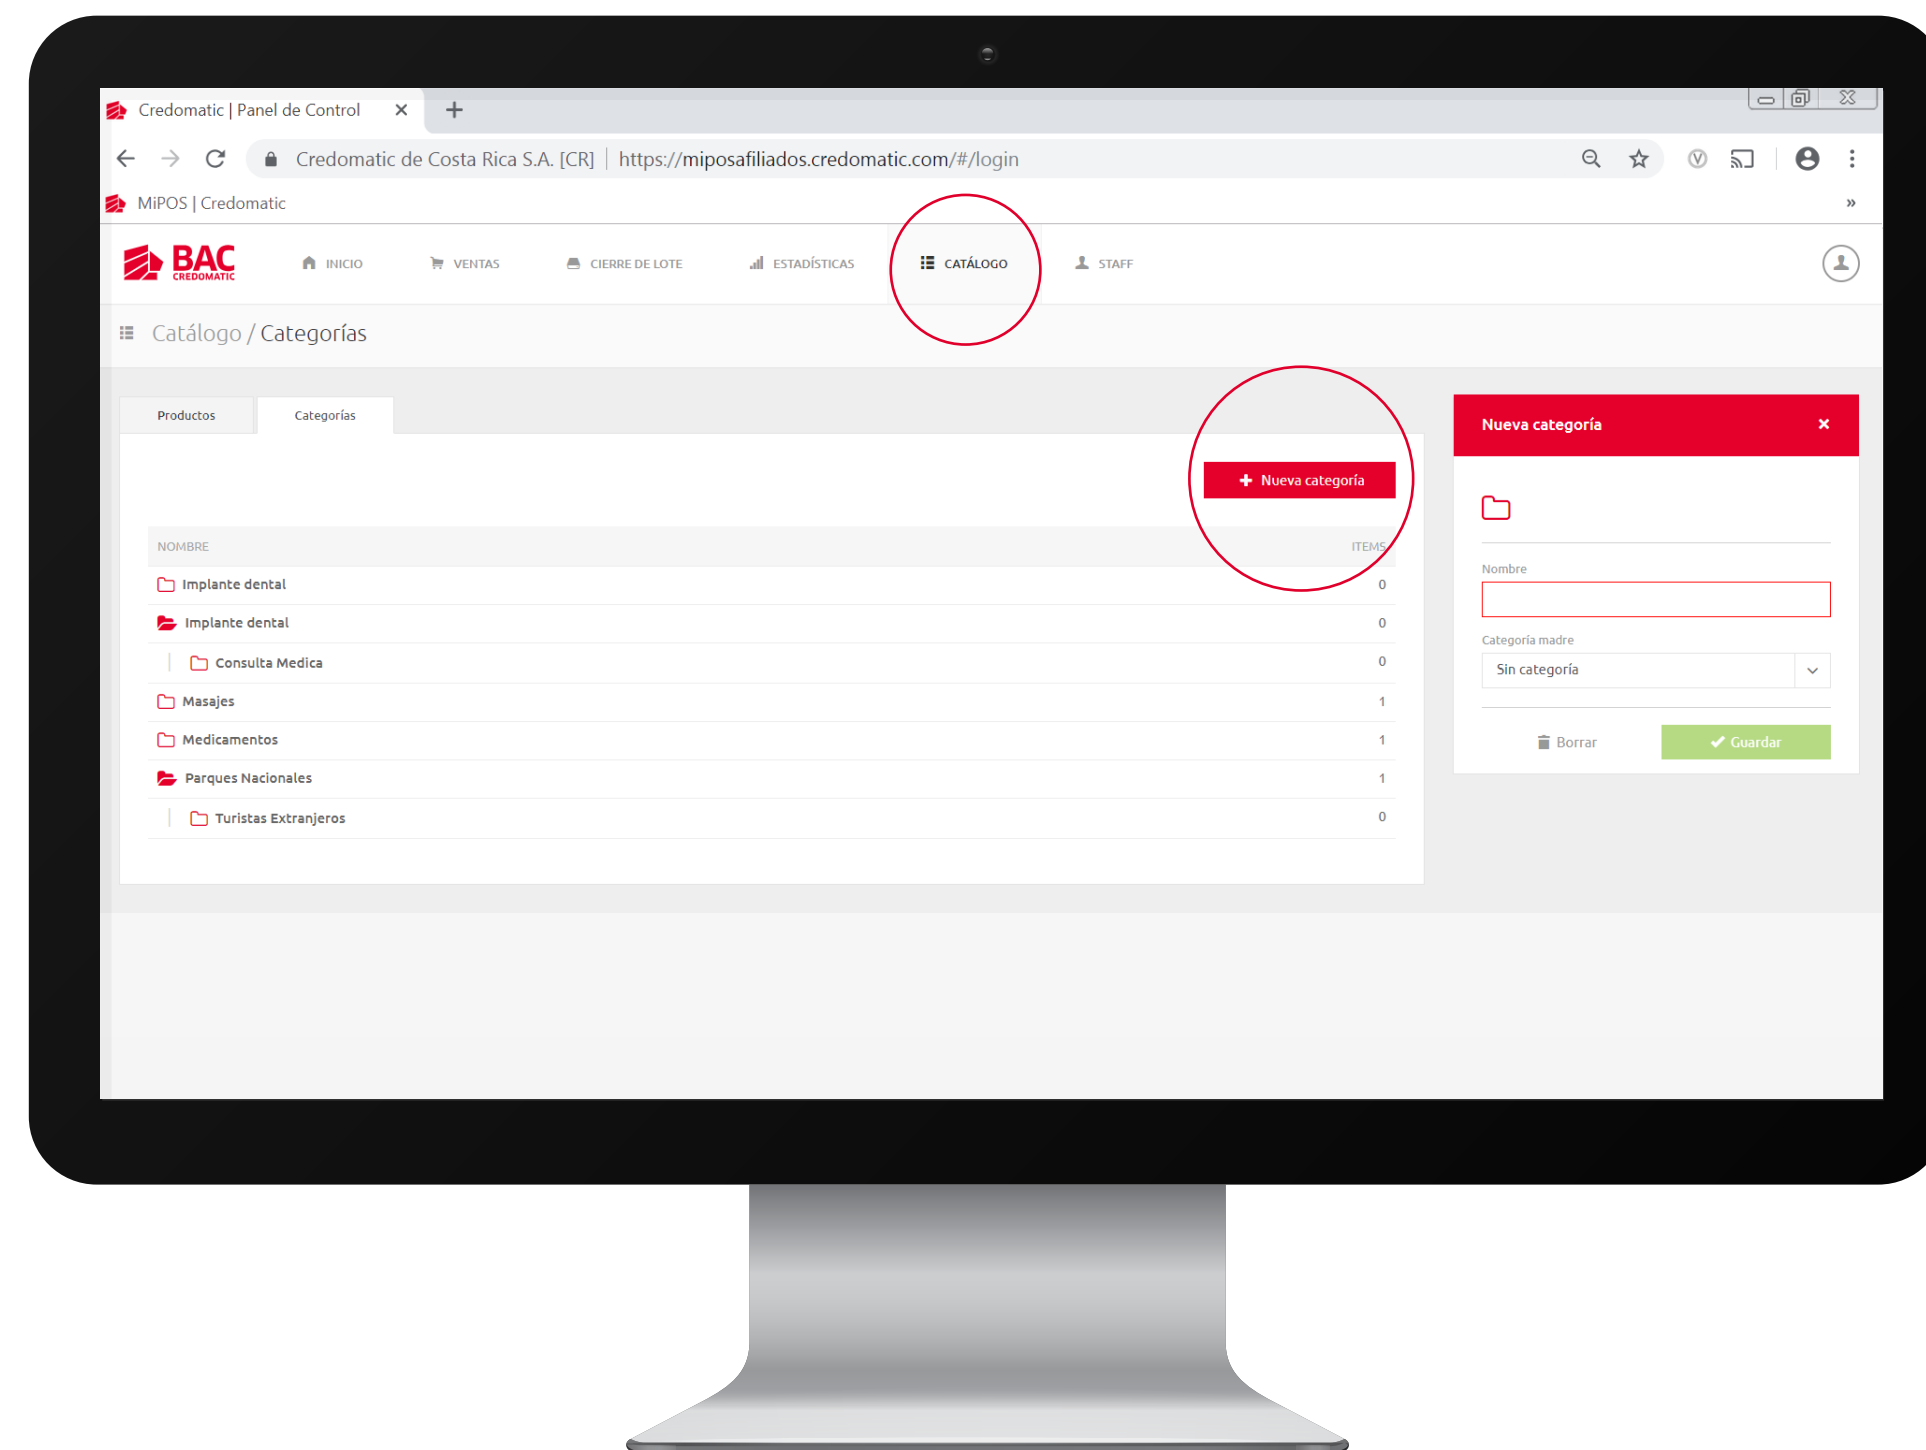 Credomatic | Panel de Control
Credomatic de Costa Rica S.A. [CR] | https://miposafiliados.credomatic.com/#/login
MiPOS | Credomatic
BAC
CREDOMATIC
INICIO VENTAS CIERRE DE LOTE ESTADÍSTICAS CATÁLOGO STAFF
Catálogo / Categorías
Productos Categorías
+ Nueva categoría
NOMBRE ITEMS
Implante dental 0
Implante dental 0
Consulta Medica 0
Masajes 1
Medicamentos 1
Parques Nacionales 1
Turistas Extranjeros 0
Nueva categoría
Nombre
Categoría madre
Sin categoría
Borrar Guardar